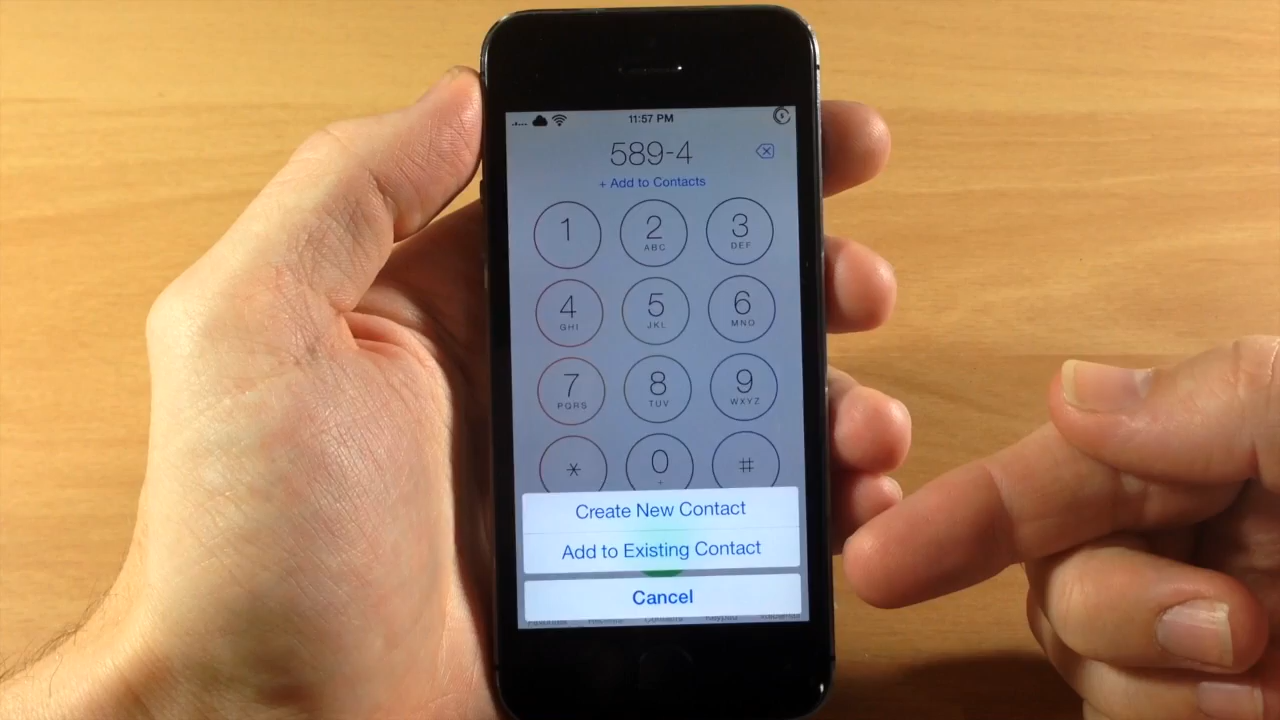 11:57 PM
589-4
+ Add to Contacts
1 2 3
ABC DEF
4 5 6
GHI JKL MNO
7 8 9
PQRS TUV WXYZ
* 0 #
+
Create New Contact
Add to Existing Contact
Cancel